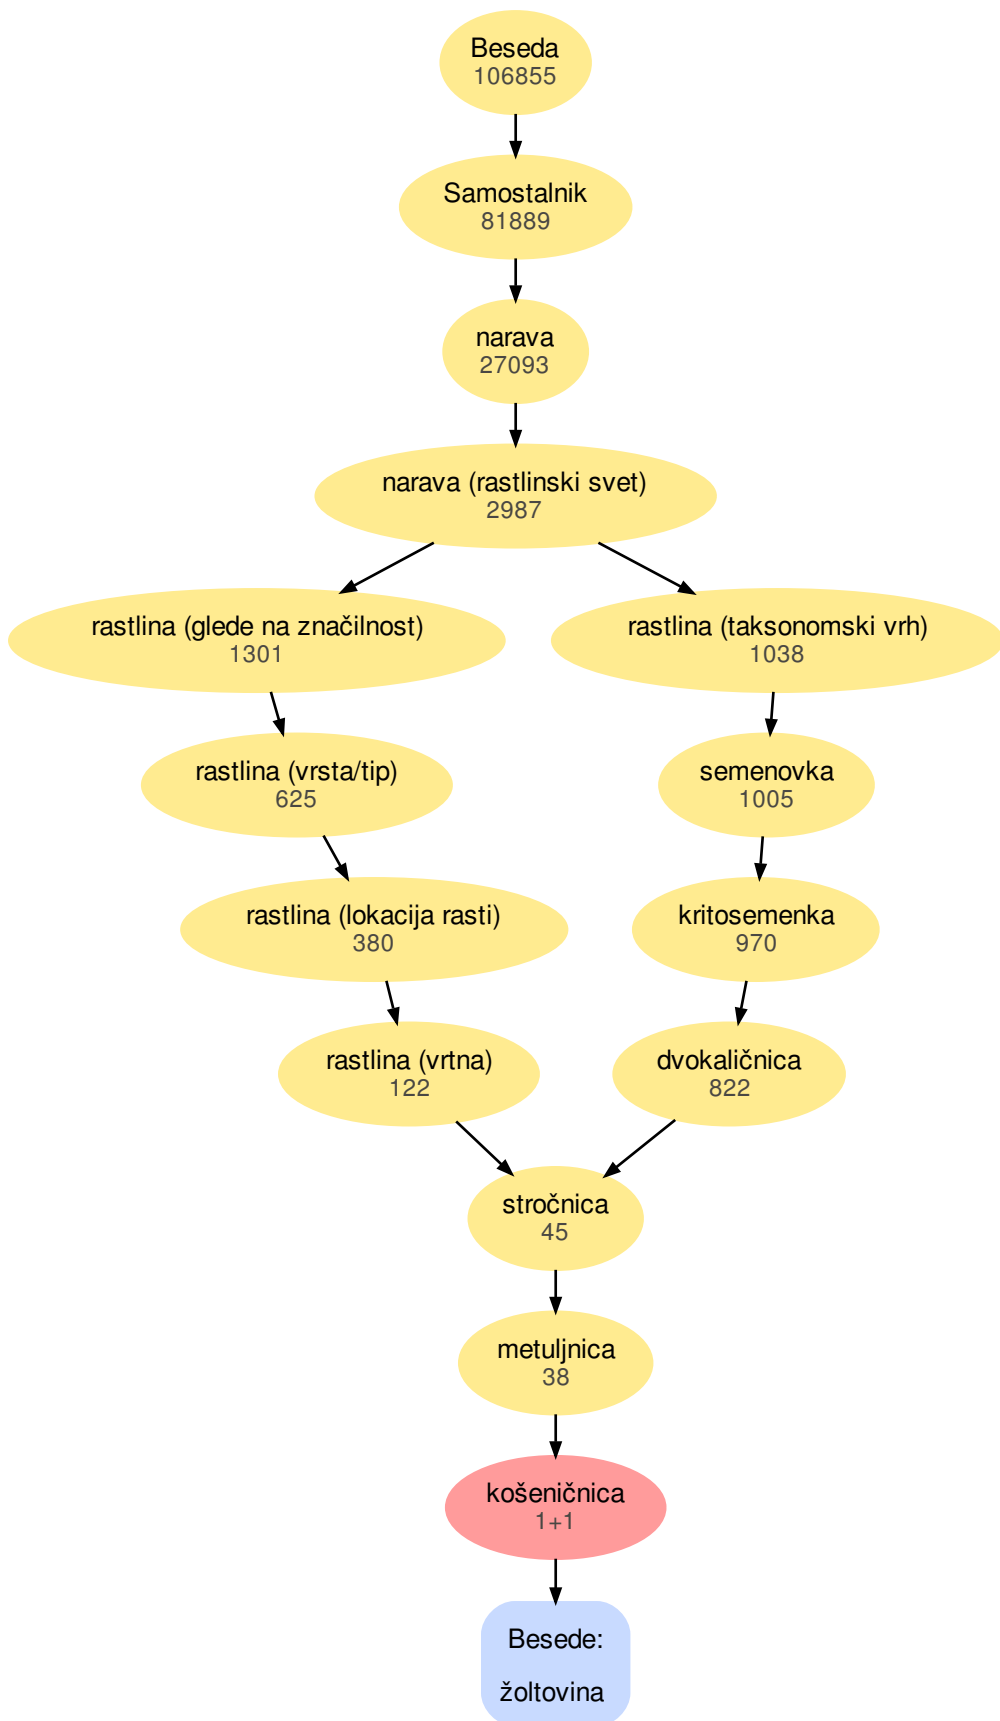 Beseda
106855
Samostalnik
81889
narava
27093
narava (rastlinski svet)
2987
rastlina (glede na značilnost)
1301
rastlina (taksonomski vrh)
1038
rastlina (vrsta/tip)
625
semenovka
1005
rastlina (lokacija rasti)
380
kritosemenka
970
rastlina (vrtna)
122
dvokaličnica
822
stročnica
45
metuljnica
38
košeničnica
1+1
Besede:
žoltovina